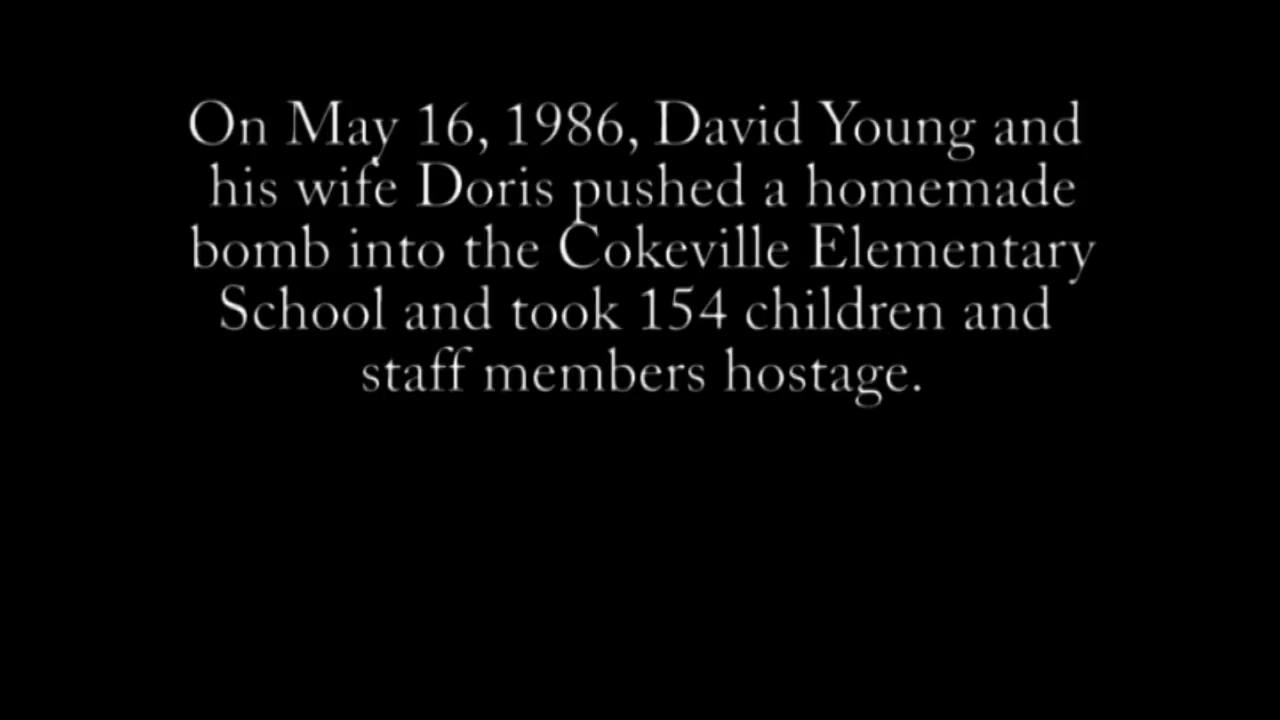 On May 16, 1986, David Young and
his wife Doris pushed a homemade
bomb into the Cokeville Elementary
School and took 154 children and
staff members hostage.